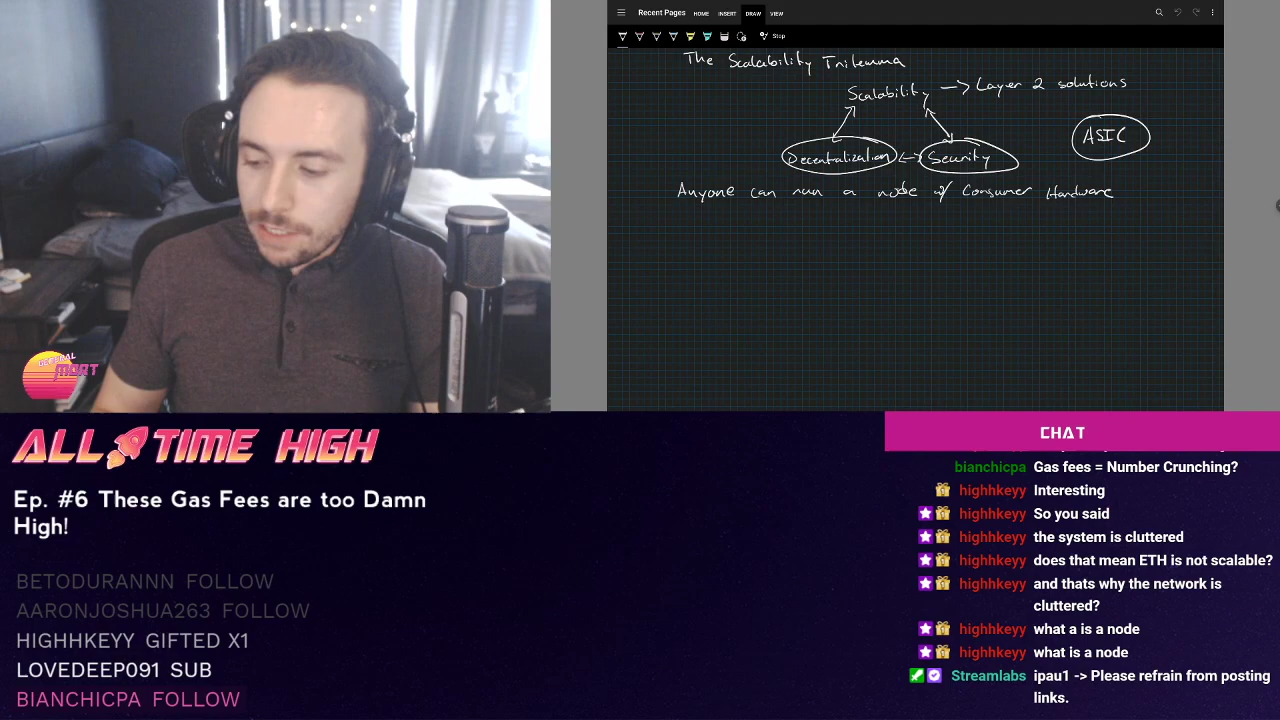 Recent Pages HOME INSERT DRAW VIEW
Stop
The Scalability Trilemma
Scalability -> Layer 2 solutions
ASIC
Decentralization <-> Security
Anyone can run a node w/ Consumer Hardware
MART
ALL TIME HIGH
Ep. #6 These Gas Fees are too Damn
High!
BETODURANNN FOLLOW
AARONJOSHUA263 FOLLOW
HIGHHKEYY GIFTED X1
LOVEDEEP091 SUB
BIANCHICPA FOLLOW
CHAT
bianchicpa Gas fees = Number Crunching?
highhkeyy Interesting
highhkeyy So you said
highhkeyy the system is cluttered
highhkeyy does that mean ETH is not scalable?
highhkeyy and thats why the network is
cluttered?
highhkeyy what a is a node
highhkeyy what is a node
Streamlabs ipau1 -> Please refrain from posting
links.